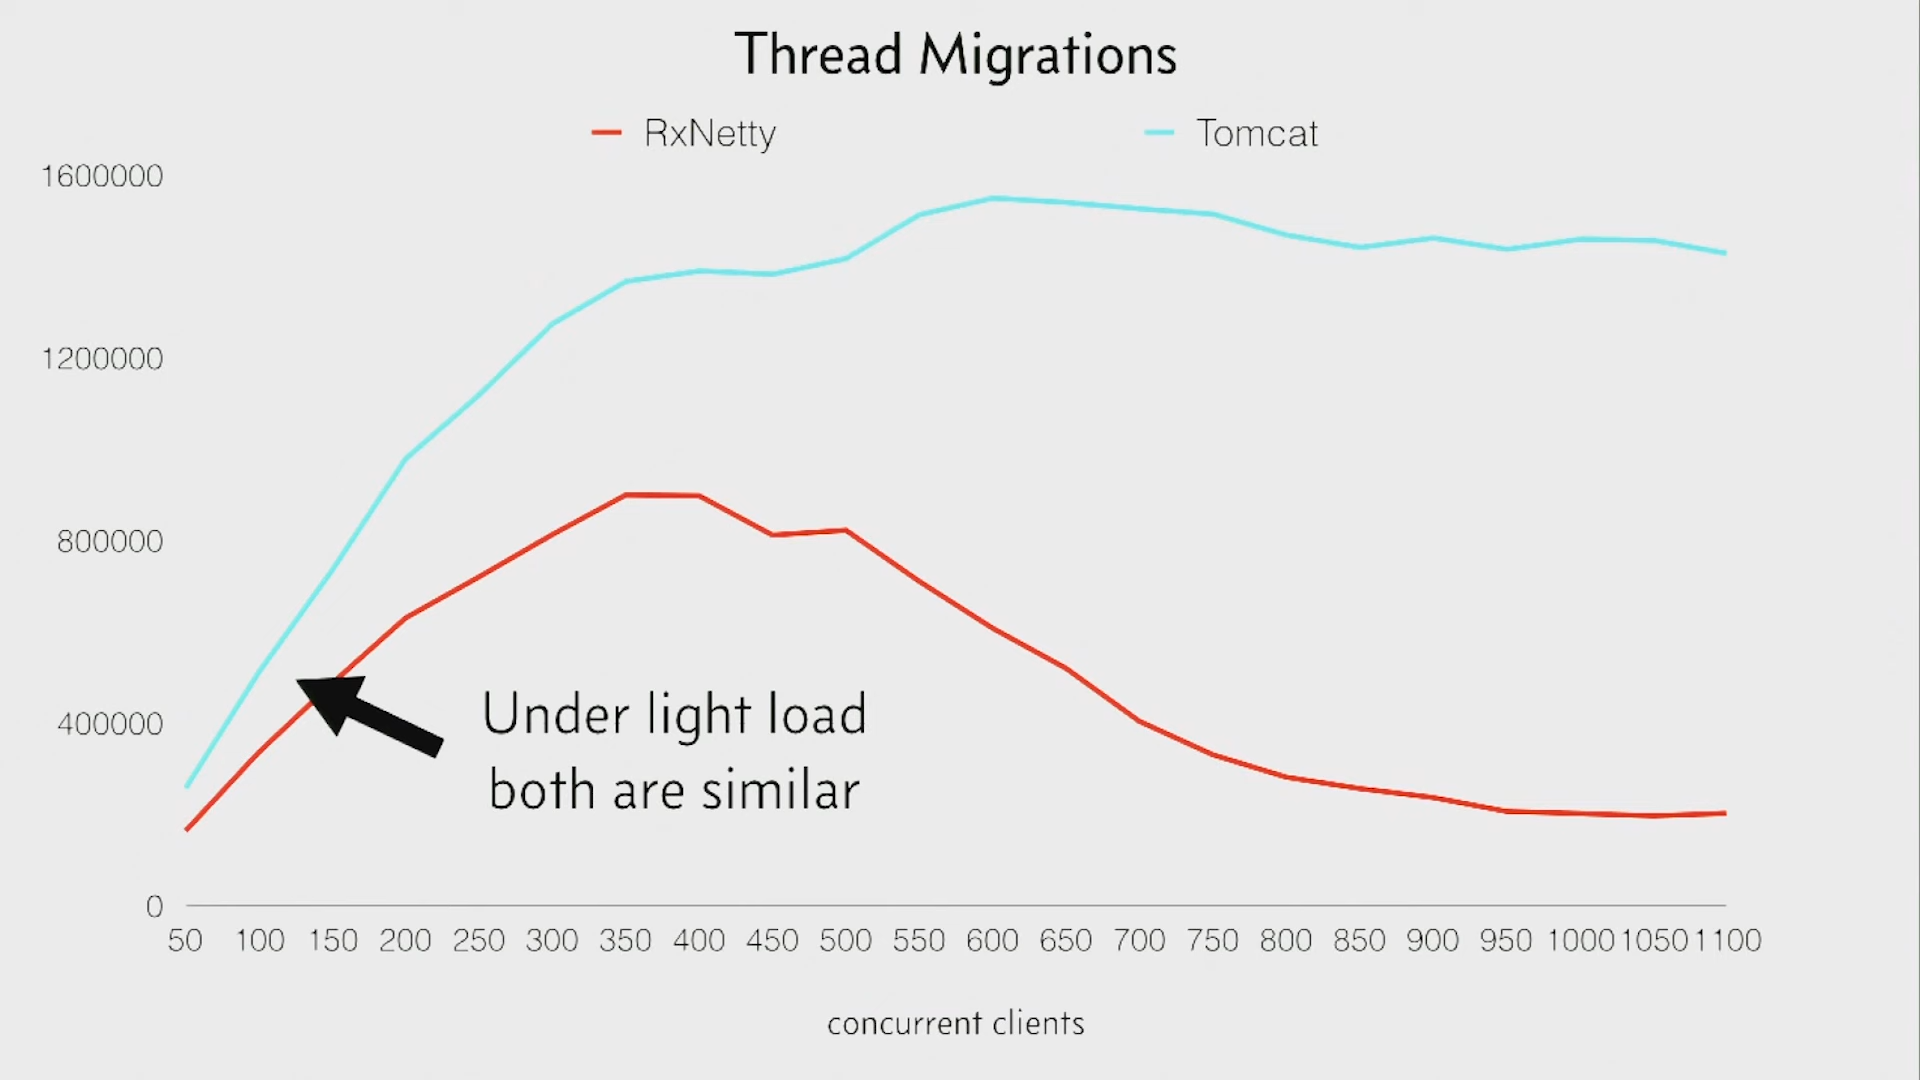 Thread Migrations
RxNetty
Tomcat
1600000
1200000
800000
400000
0
Under light load
both are similar
50 100 150 200 250 300 350 400 450 500 550 600 650 700 750 800 850 900 950 1000 1050 1100
concurrent clients